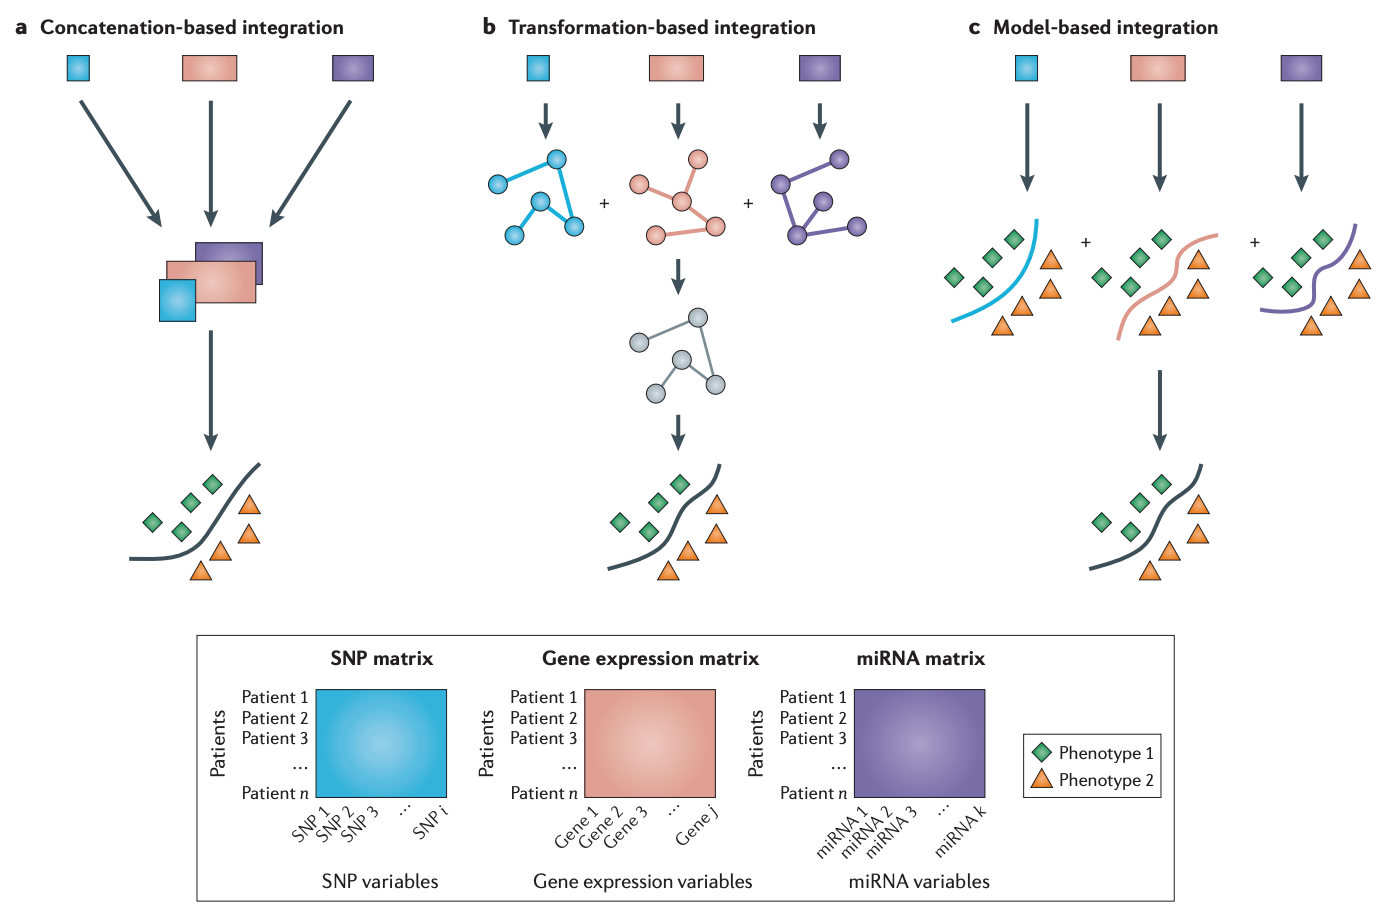 a Concatenation-based integration
b Transformation-based integration
c Model-based integration
+
+
+
+
SNP matrix
Patients
Patient 1
Patient 2
Patient 3
...
Patient n
SNP 1
SNP 2
SNP 3
...
SNP i
SNP variables
Gene expression matrix
Patients
Patient 1
Patient 2
Patient 3
...
Patient n
Gene 1
Gene 2
Gene 3
...
Gene j
Gene expression variables
miRNA matrix
Patients
Patient 1
Patient 2
Patient 3
...
Patient n
miRNA 1
miRNA 2
miRNA 3
...
miRNA k
miRNA variables
Phenotype 1
Phenotype 2